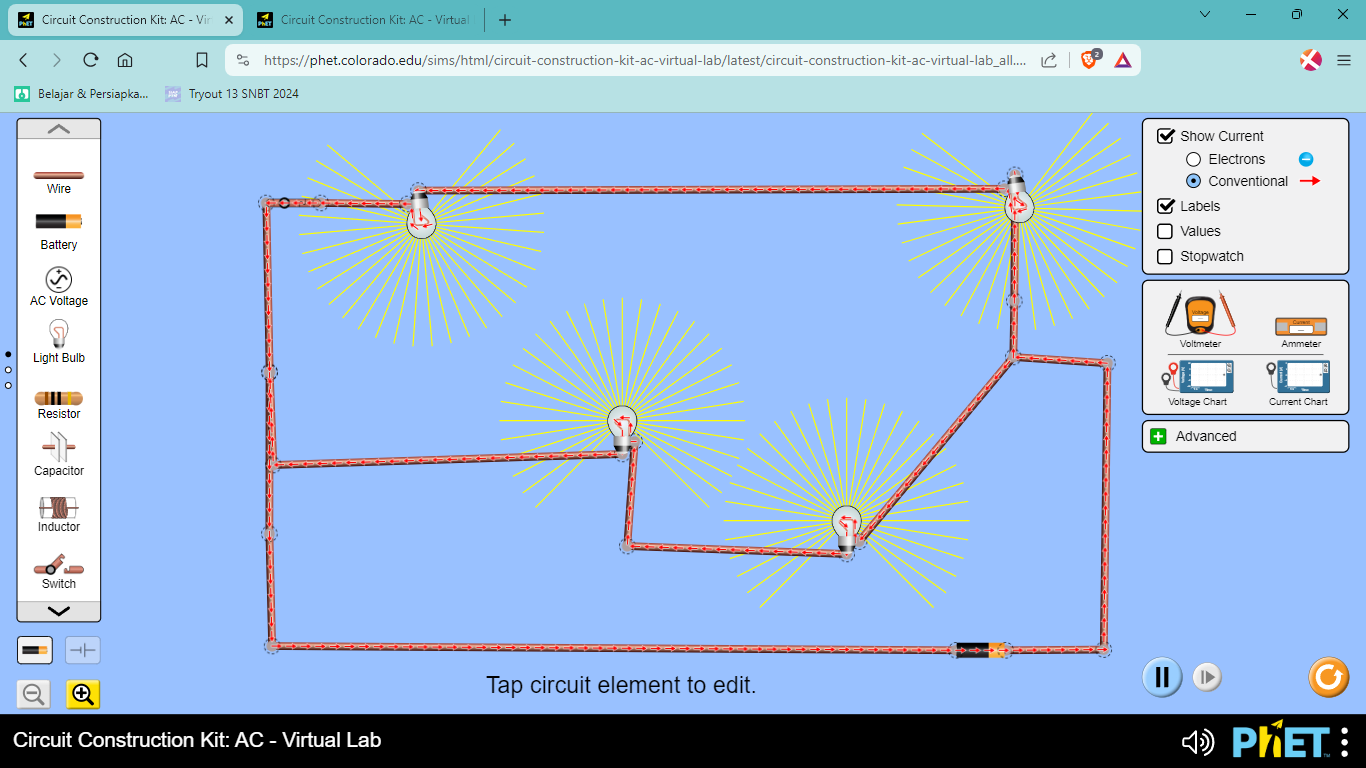 Circuit Construction Kit: AC - Vir
Circuit Construction Kit: AC - Virtual
https://phet.colorado.edu/sims/html/circuit-construction-kit-ac-virtual-lab/latest/circuit-construction-kit-ac-virtual-lab_all....
2
Belajar & Persiapka...
Tryout 13 SNBT 2024
Wire
Battery
AC Voltage
Light Bulb
Resistor
Capacitor
Inductor
Switch
Show Current
Electrons
Conventional
Labels
Values
Stopwatch
Voltage
Current
Voltmeter
Ammeter
Voltage Chart
Current Chart
Advanced
Tap circuit element to edit.
Circuit Construction Kit: AC - Virtual Lab
PhET